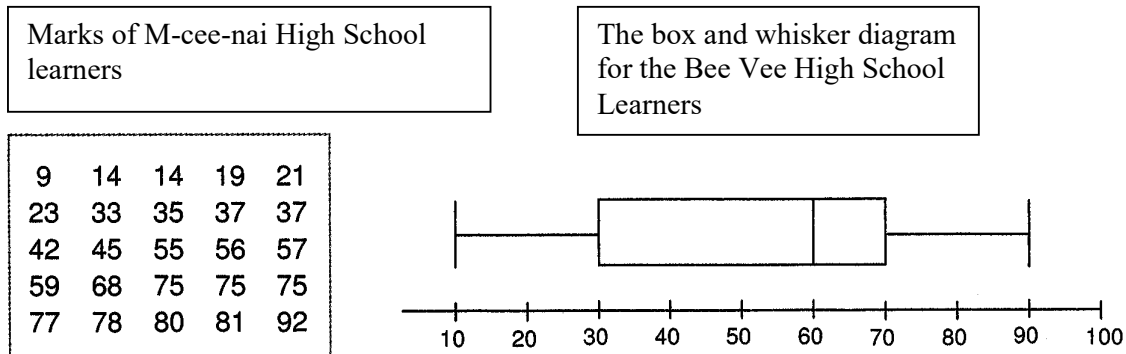 Marks of M-cee-nai High School
learners
The box and whisker diagram
for the Bee Vee High School
Learners
9 14 14 19 21
23 33 35 37 37
42 45 55 56 57
59 68 75 75 75
77 78 80 81 92
10 20 30 40 50 60 70 80 90 100